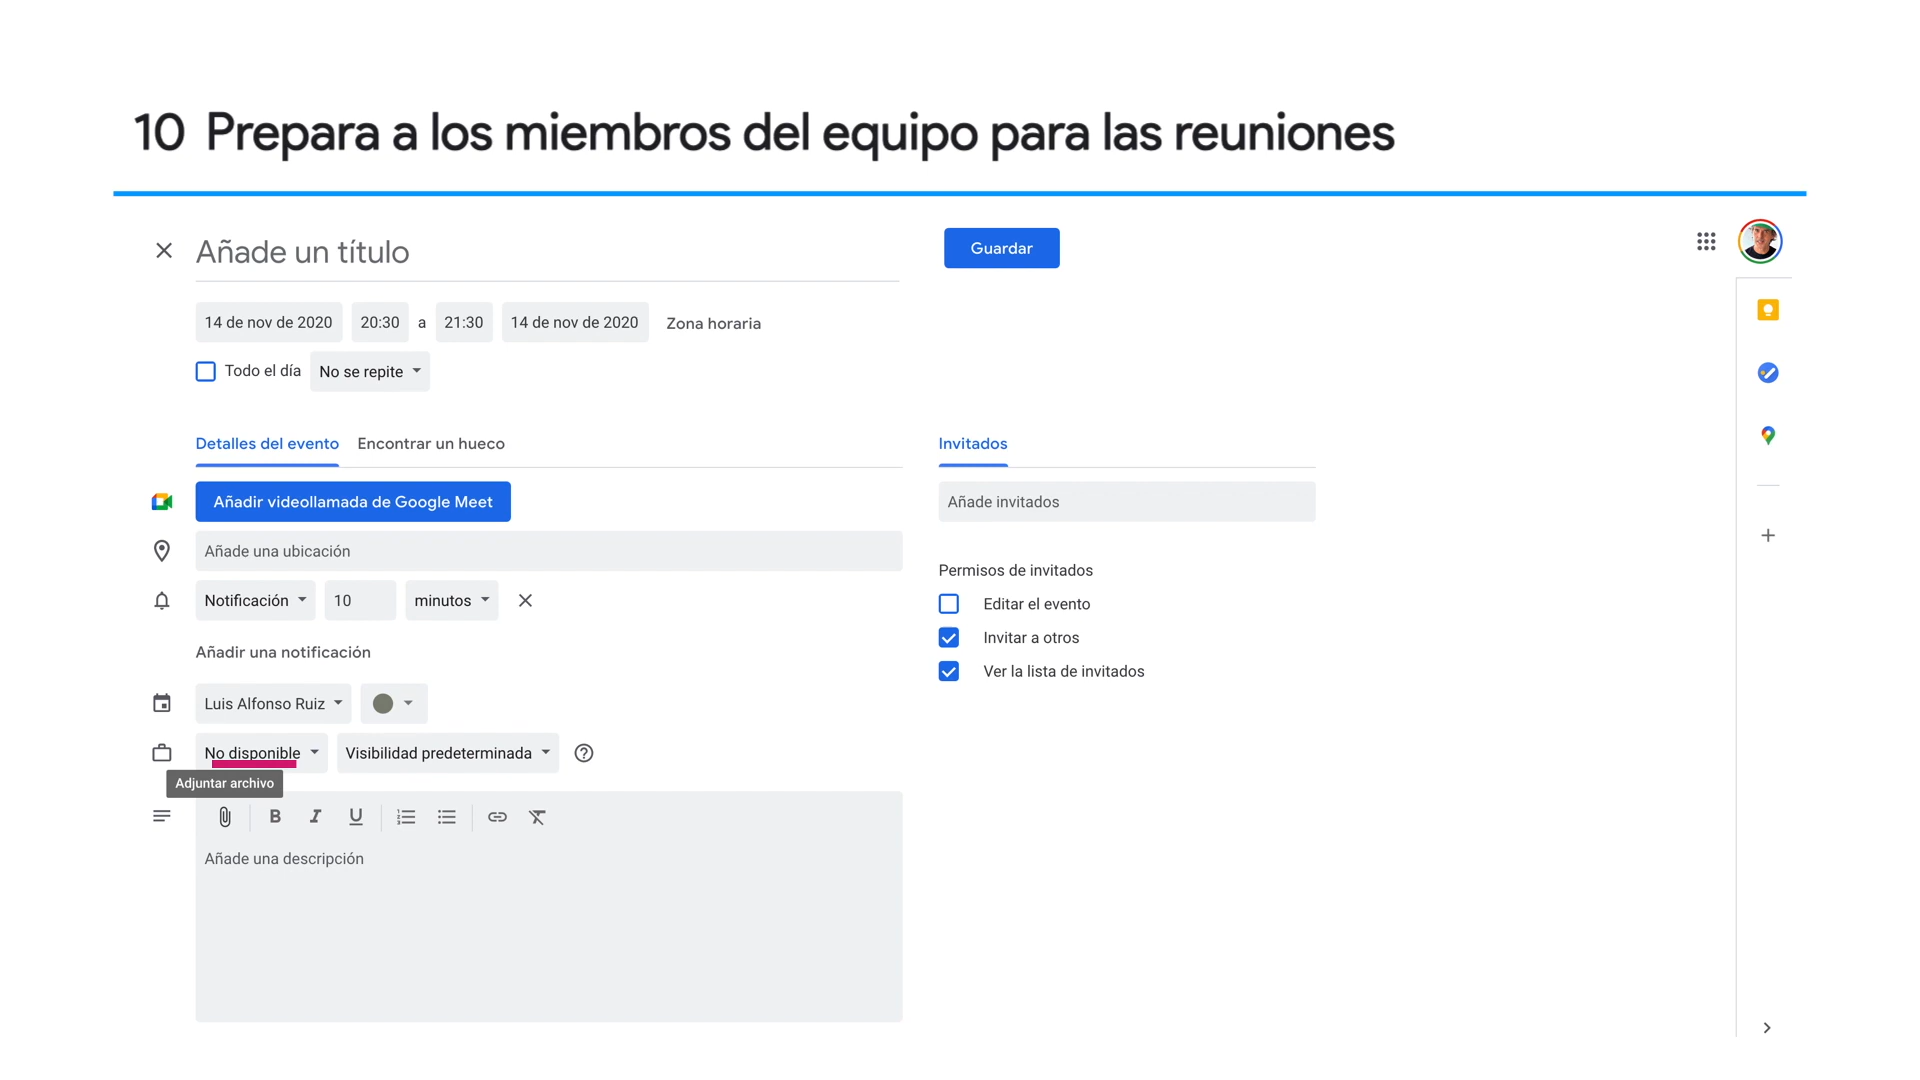 10 Prepara a los miembros del equipo para las reuniones
Añade un título
Guardar
14 de nov de 2020 20:30 a 21:30 14 de nov de 2020 Zona horaria
Todo el día No se repite
Detalles del evento Encontrar un hueco
Invitados
Añadir videollamada de Google Meet
Añade invitados
Añade una ubicación
Permisos de invitados
Notificación 10 minutos
Editar el evento
Invitar a otros
Añadir una notificación
Ver la lista de invitados
Luis Alfonso Ruiz
No disponible Visibilidad predeterminada
Adjuntar archivo
B I U
Añade una descripción